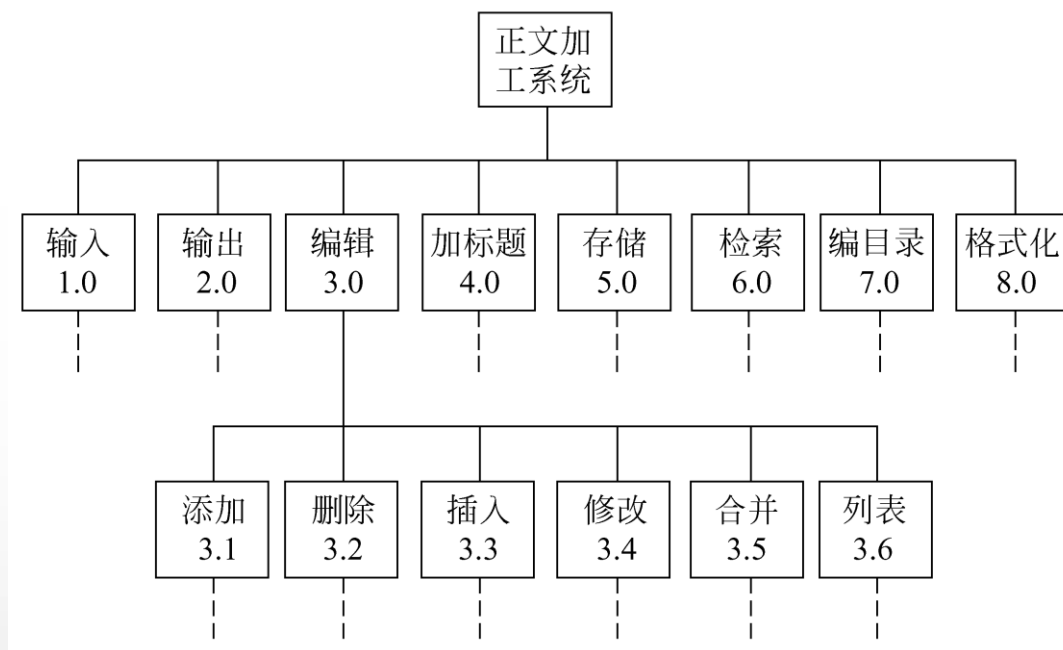 正文加
工系统
输入
1.0
输出
2.0
编辑
3.0
加标题
4.0
存储
5.0
检索
6.0
编目录
7.0
格式化
8.0
添加
3.1
删除
3.2
插入
3.3
修改
3.4
合并
3.5
列表
3.6